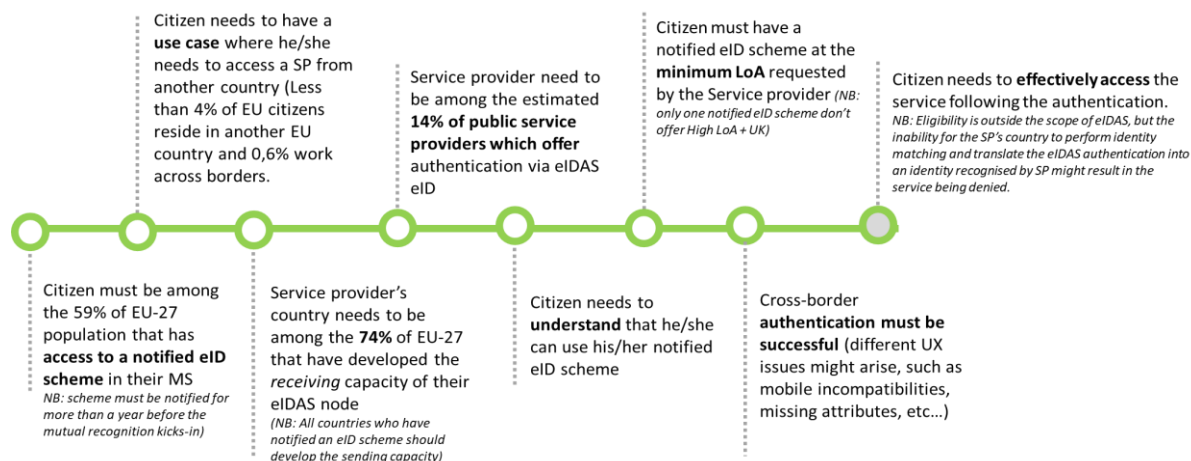 Citizen must be among
the 59% of EU-27
population that has
access to a notified eID
scheme in their MS
NB: scheme must be notified for
more than a year before the
mutual recognition kicks-in)
Citizen needs to have a
use case where he/she
needs to access a SP from
another country (Less
than 4% of EU citizens
reside in another EU
country and 0,6% work
across borders.
Service provider's
country needs to be
among the 74% of EU-27
that have developed the
receiving capacity of their
eIDAS node
(NB: All countries who have
notified an eID scheme should
develop the sending capacity)
Service provider need to
be among the estimated
14% of public service
providers which offer
authentication via eIDAS
eID
Citizen needs to
understand that he/she
can use his/her notified
eID scheme
Citizen must have a
notified eID scheme at the
minimum LoA requested
by the Service provider (NB:
only one notified eID scheme don't
offer High LoA + UK)
Cross-border
authentication must be
successful (different UX
issues might arise, such as
mobile incompatibilities,
missing attributes, etc...)
Citizen needs to effectively access the
service following the authentication.
NB: Eligibility is outside the scope of eIDAS, but the
inability for the SP's country to perform identity
matching and translate the eIDAS authentication into
an identity recognised by SP might result in the
service being denied.